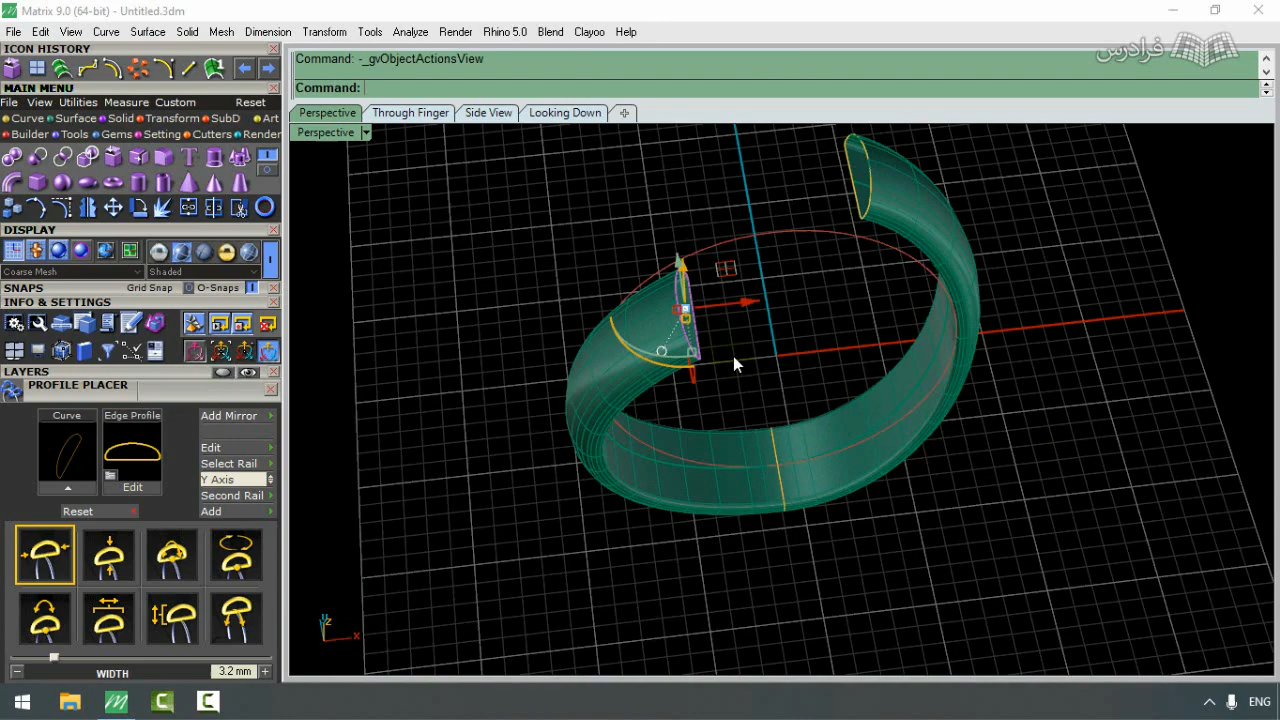 Matrix 9.0 (64-bit) - Untitled.3dm
File Edit View Curve Surface Solid Mesh Dimension Transform Tools Analyze Render Rhino 5.0 Blend Clayoo Help
ICON HISTORY
Command: -_gvObjectActionsView
Command:
فرادرس
MAIN MENU
File View Utilities Measure Custom Reset
Curve Surface Solid Transform SubD Art
Builder Tools Gems Setting Cutters Render
Perspective Through Finger Side View Looking Down
Perspective
DISPLAY
Coarse Mesh Shaded
SNAPS Grid Snap O-Snaps
INFO & SETTINGS
LAYERS
PROFILE PLACER
Curve Edge Profile Add Mirror
Edit
Select Rail
Y Axis
Edit Second Rail
Reset Add
WIDTH 3.2 mm
z
x
ENG